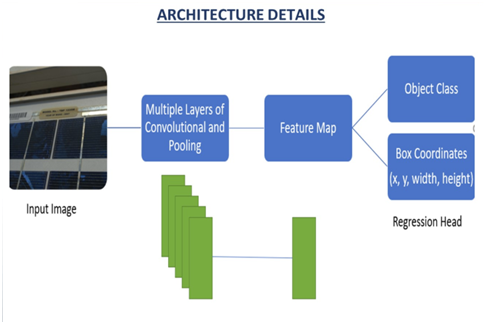 ARCHITECTURE DETAILS
Multiple Layers of
Convolutional and
Pooling
Feature Map
Object Class
Box Coordinates
(x, y, width, height)
Input Image
Regression Head